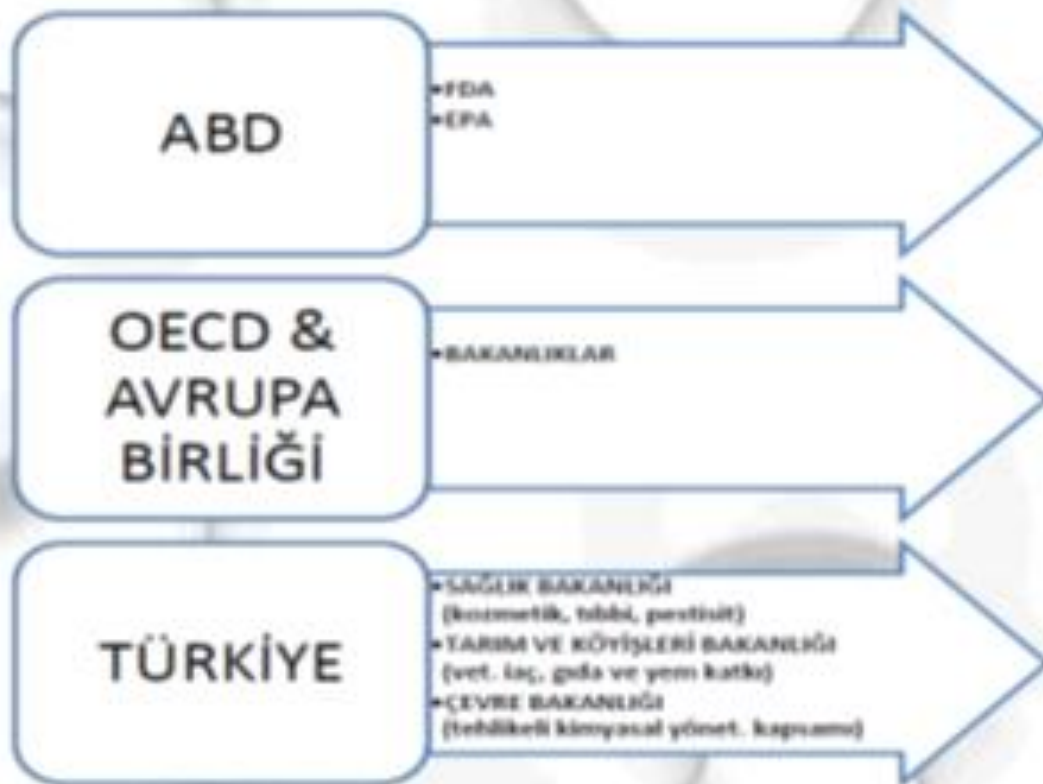 ABD
•FDA
•EPA
OECD &
AVRUPA
BİRLİĞİ
•BAKANLIKLAR
TÜRKİYE
•SAĞLIK BAKANLIĞI
(kozmetik, tıbbi, pestisit)
•TARIM VE KÖYİŞLERİ BAKANLIĞI
(vet. iaç, gıda ve yem katkı)
•ÇEVRE BAKANLIĞI
(tehlikeli kimyasal yönet. kapsamı)